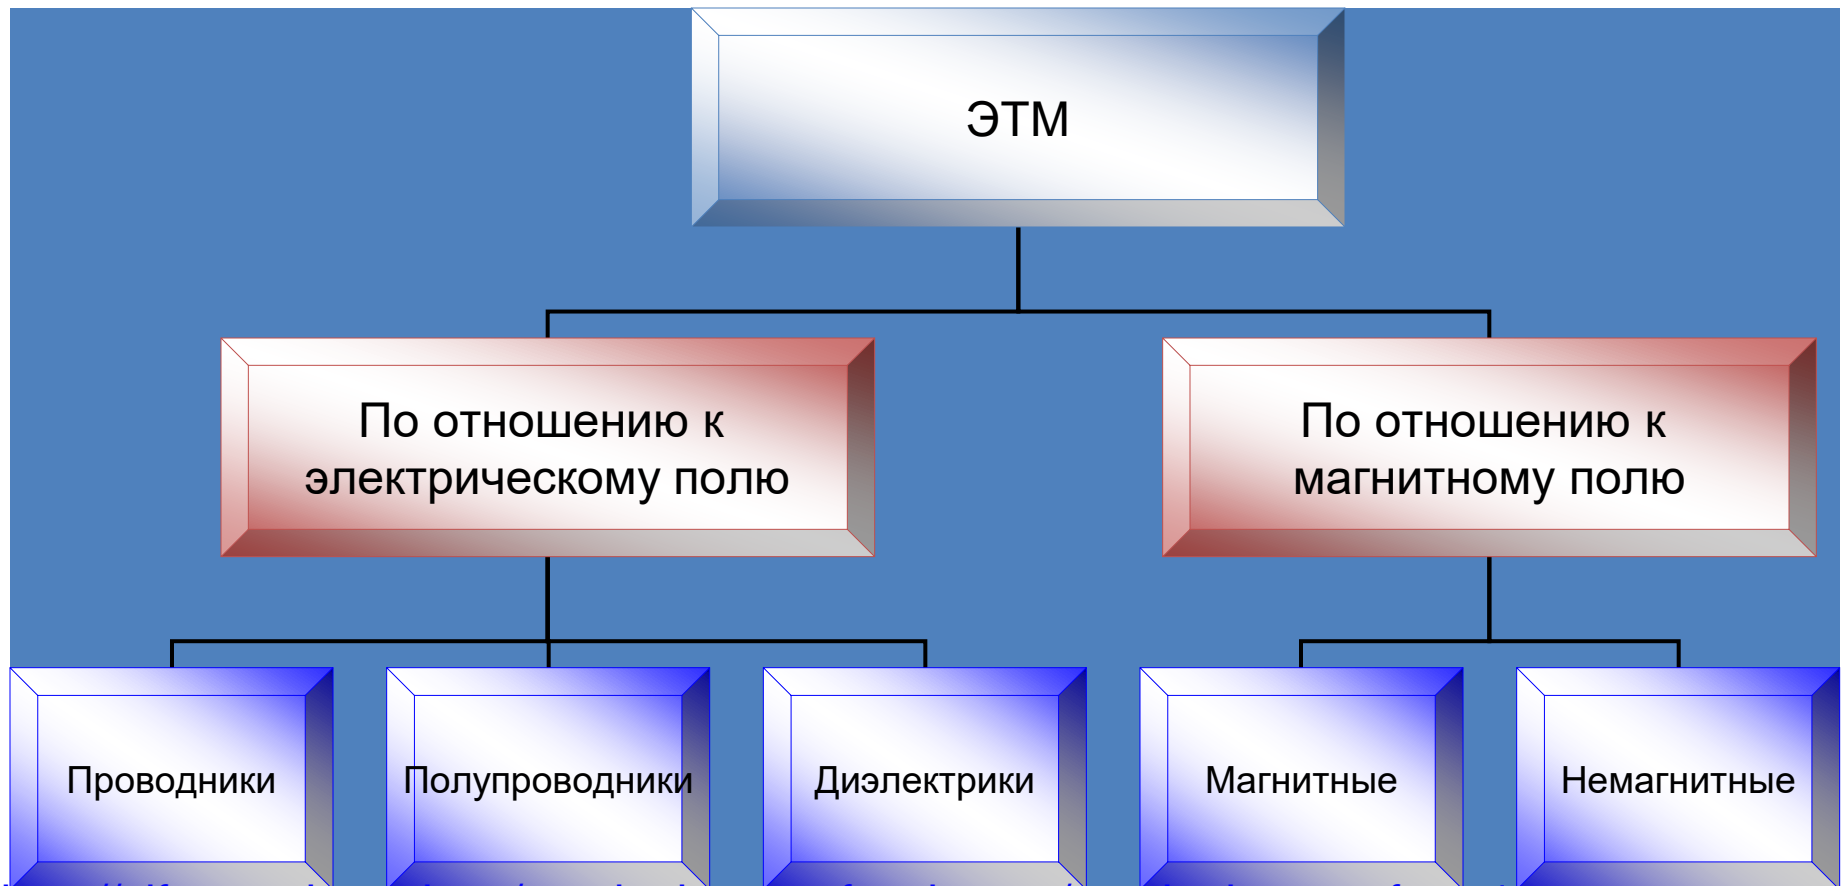 ЭТМ
По отношению к
электрическому полю
По отношению к
магнитному полю
Проводники
Полупроводники
Диэлектрики
Магнитные
Немагнитные